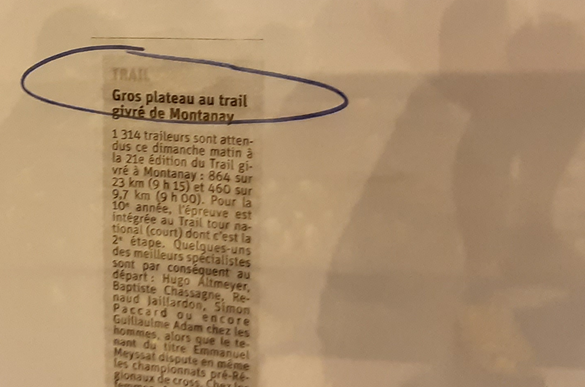 TRAIL
Gros plateau au trail
givré de Montanay
1 314 traileurs sont atten-
dus ce dimanche matin à
la 21e édition du Trail gi-
vré à Montanay : 864 sur
23 km (9 h 15) et 460 sur
9,7 km (9 h 00). Pour la
10e année, l'épreuve est
intégrée au Trail tour na-
tional (court) dont c'est la
2e étape. Quelques-uns
des meilleurs spécialistes
sont par conséquent au
départ : Hugo Altmeyer,
Baptiste Chassagne, Re-
naud Jaillardon, Simon
Paccard ou encore
Guillaulme Adam chez les
hommes, alors que le te-
nant du titre Emmanuel
Meyssat dispute en même
les championnats pré-Ré-
gionaux de cross. Chez les